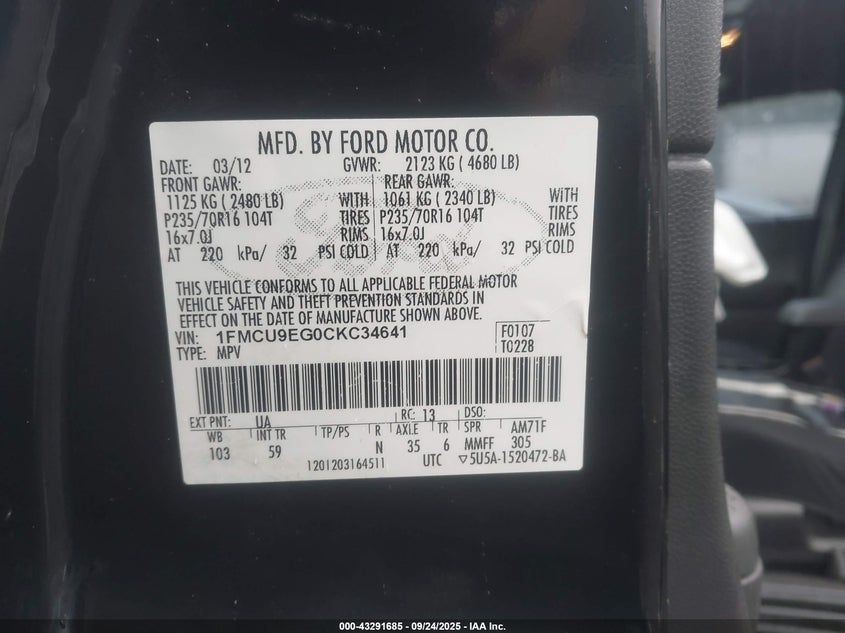 MFD. BY FORD MOTOR CO.
DATE: 03/12 GVWR: 2123 KG ( 4680 LB)
FRONT GAWR: REAR GAWR:
1125 KG ( 2480 LB) WITH 1061 KG ( 2340 LB) WITH
P235/70R16 104T TIRES P235/70R16 104T TIRES
16x7.0J RIMS 16x7.0J RIMS
AT 220 kPa/ 32 PSI COLD AT 220 kPa/ 32 PSI COLD
THIS VEHICLE CONFORMS TO ALL APPLICABLE FEDERAL MOTOR
VEHICLE SAFETY AND THEFT PREVENTION STANDARDS IN
EFFECT ON THE DATE OF MANUFACTURE SHOWN ABOVE.
VIN: 1FMCU9EG0CKC34641 F0107
TYPE: MPV T0228
EXT PNT: UA RC: 13 DSO:
WB INT TR TP/PS R AXLE TR SPR AM71F
103 59 N 35 6 MMFF 305
1201203164511 UTC ▽5U5A-1520472-BA
000-43291685 - 09/24/2025 - IAA Inc.